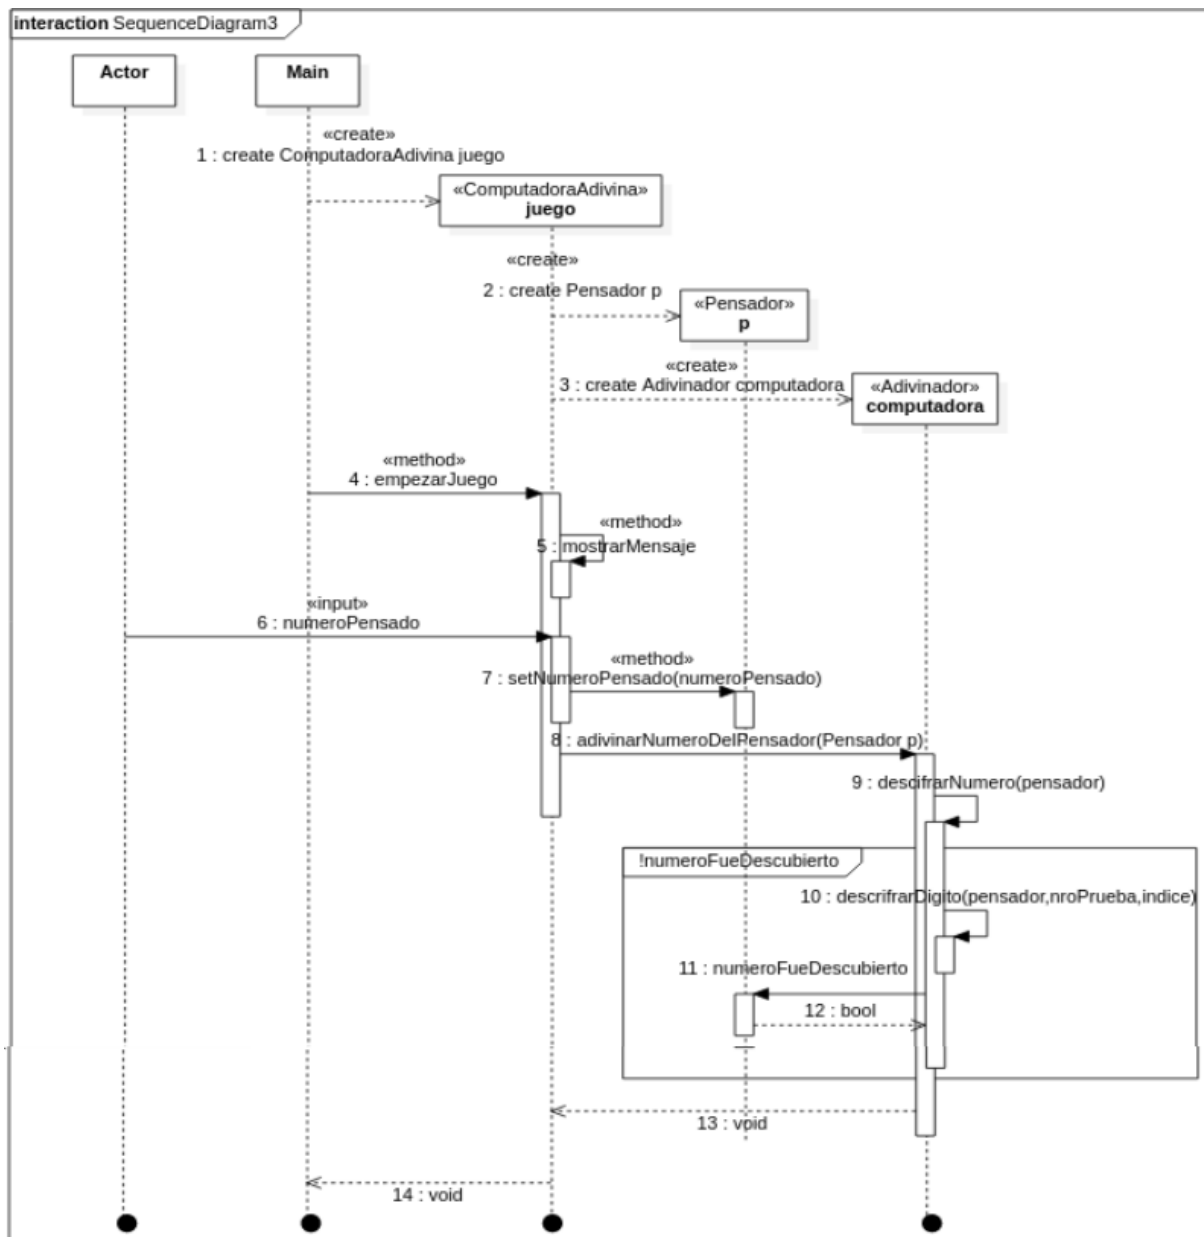 interaction SequenceDiagram3
Actor
Main
«create»
1 : create ComputadoraAdivina juego
«ComputadoraAdivina»
juego
«create»
2 : create Pensador p
«Pensador»
p
«create»
3 : create Adivinador computadora
«Adivinador»
computadora
«method»
4 : empezarJuego
«method»
5 : mostrarMensaje
«input»
6 : numeroPensado
«method»
7 : setNumeroPensado(numeroPensado)
8 : adivinarNumeroDelPensador(Pensador p)
9 : descifrarNumero(pensador)
!numeroFueDescubierto
10 : descrifrarDigito(pensador,nroPrueba,indice)
11 : numeroFueDescubierto
12 : bool
13 : void
14 : void